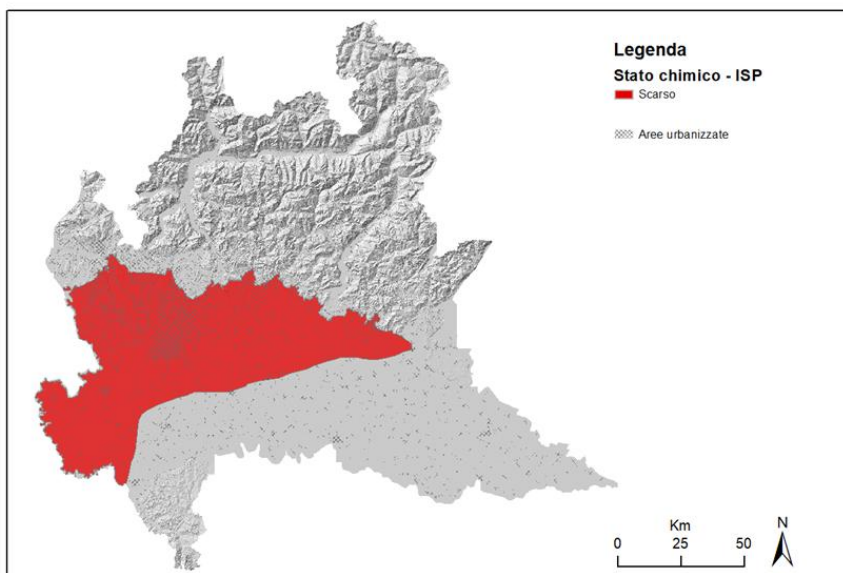 Legenda
Stato chimico - ISP
Scarso
Aree urbanizzate
Km
N
0 25 50